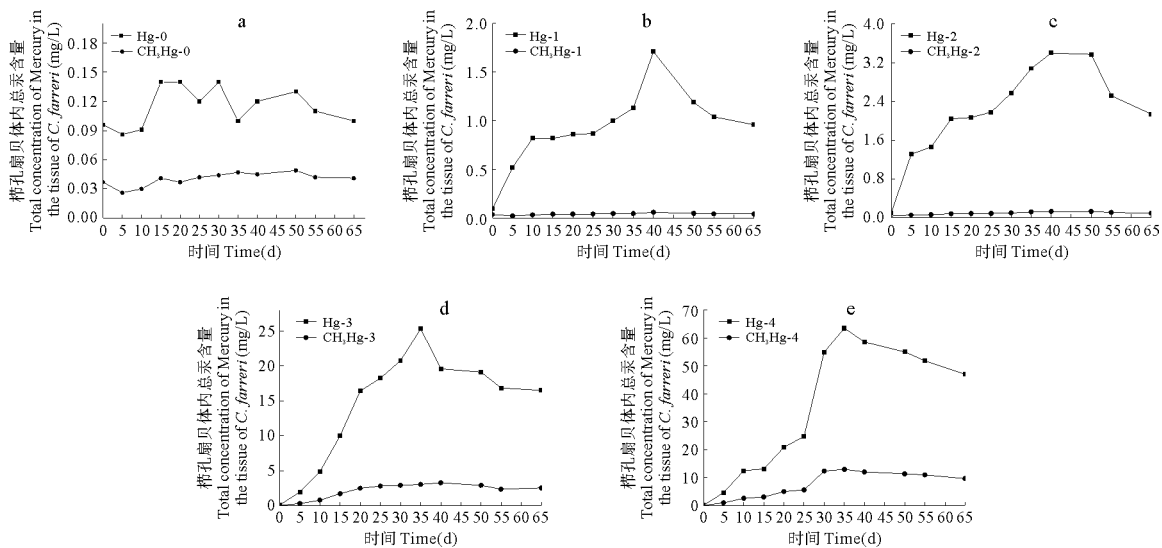 a
Hg-0
CH₃Hg-0
0.18
0.15
0.12
0.09
0.06
0.03
0.00
0 5 10 15 20 25 30 35 40 45 50 55 60 65
时间 Time(d)
栉孔扇贝体内总汞含量
Total concentration of Mercury in
the tissue of C. farreri (mg/L)
b
Hg-1
CH₃Hg-1
2.0
1.5
1.0
0.5
0.0
0 5 10 15 20 25 30 35 40 45 50 55 60 65
时间 Time(d)
栉孔扇贝体内总汞含量
Total concentration of Mercury in
the tissue of C. farreri (mg/L)
c
Hg-2
CH₃Hg-2
4.0
3.2
2.4
1.6
0.8
0.0
0 5 10 15 20 25 30 35 40 45 50 55 60 65
时间 Time(d)
栉孔扇贝体内总汞含量
Total concentration of Mercury in
the tissue of C. farreri (mg/L)
d
Hg-3
CH₃Hg-3
25
20
15
10
5
0
0 5 10 15 20 25 30 35 40 45 50 55 60 65
时间 Time(d)
栉孔扇贝体内总汞含量
Total concentration of Mercury in
the tissue of C. farreri (mg/L)
e
Hg-4
CH₃Hg-4
70
60
50
40
30
20
10
0
0 5 10 15 20 25 30 35 40 45 50 55 60 65
时间 Time(d)
栉孔扇贝体内总汞含量
Total concentration of Mercury in
the tissue of C. farreri (mg/L)